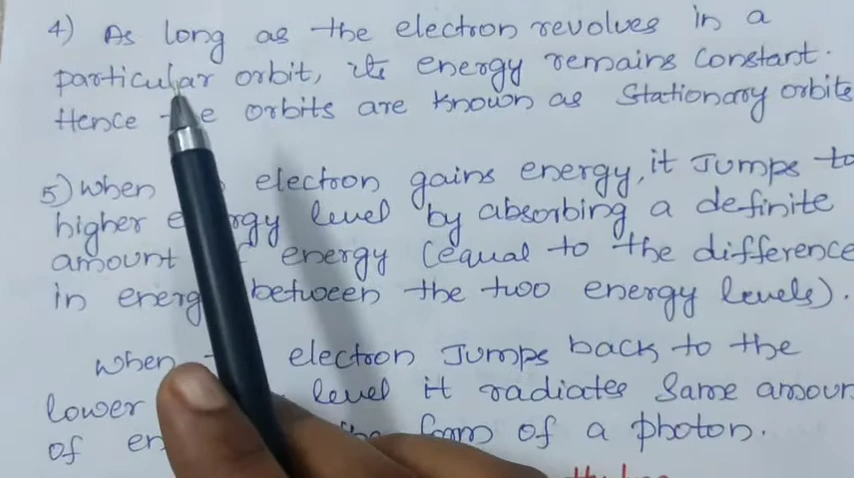 4) As long as the electron revolves in a
particular orbit, its energy remains constant.
Hence e orbits are known as Stationary orbits
5) When electron gains energy, it Jumps to
higher level by absorbing a definite
amount energy (equal to the difference
in energ between the two energy levels).
when electron Jumps back to the
lower level it radiates Same amoun
of en form of a photon.